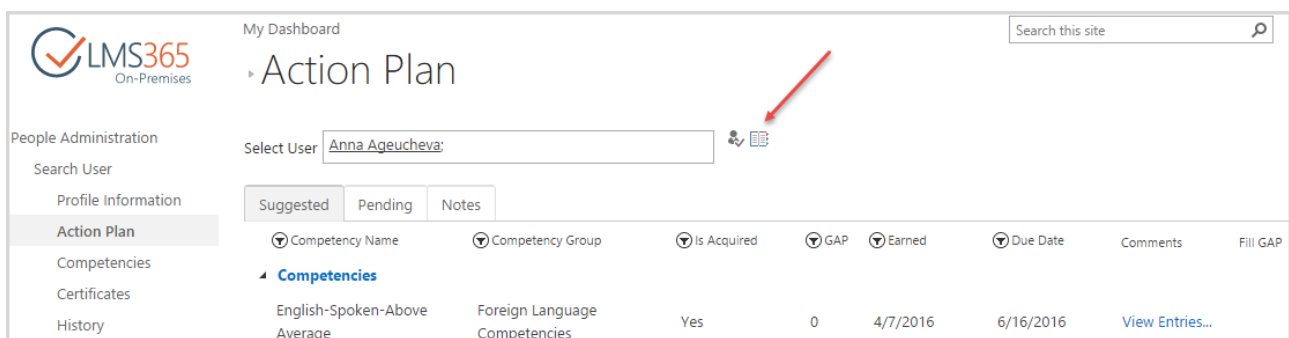 LMS365
On-Premises
My Dashboard
Search this site
Action Plan
People Administration
Search User
Profile Information
Action Plan
Competencies
Certificates
History
Select User Anna Ageucheva;
Suggested Pending Notes
Competency Name Competency Group Is Acquired GAP Earned Due Date Comments Fill GAP
Competencies
English-Spoken-Above Foreign Language
Average Competencies Yes 0 4/7/2016 6/16/2016 View Entries...